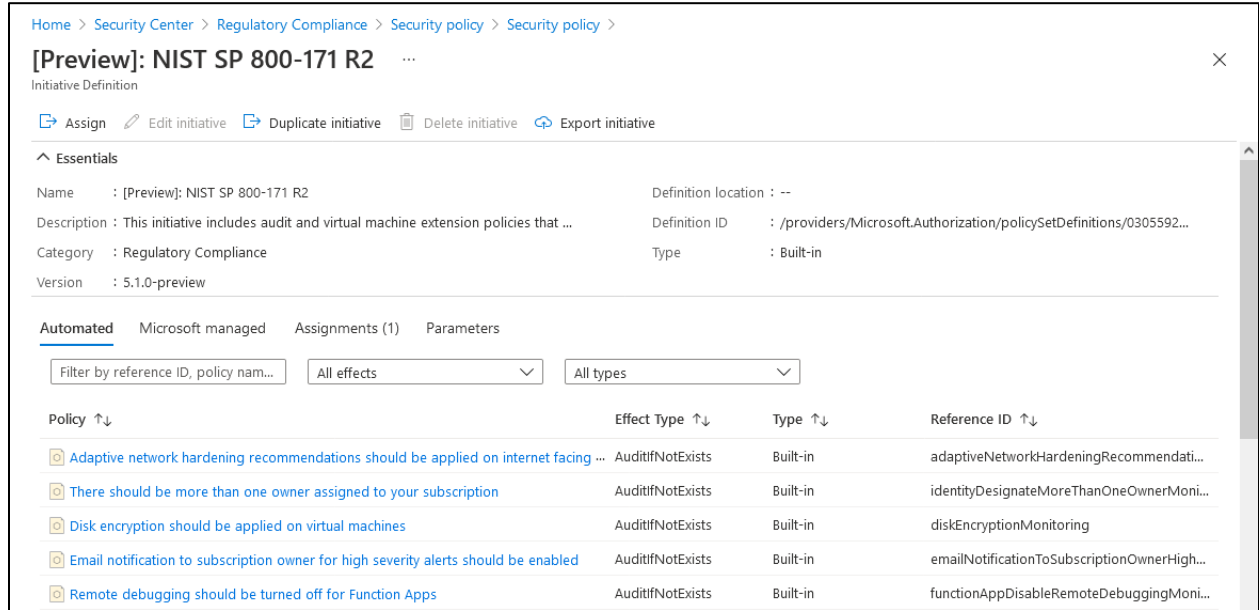 Home > Security Center > Regulatory Compliance > Security policy > Security policy >
[Preview]: NIST SP 800-171 R2 ...
Initiative Definition
Assign Edit initiative Duplicate initiative Delete initiative Export initiative
Essentials
Name : [Preview]: NIST SP 800-171 R2 Definition location : --
Description : This initiative includes audit and virtual machine extension policies that ... Definition ID : /providers/Microsoft.Authorization/policySetDefinitions/0305592...
Category : Regulatory Compliance Type : Built-in
Version : 5.1.0-preview
Automated Microsoft managed Assignments (1) Parameters
Filter by reference ID, policy nam... All effects All types
Policy ↑↓ Effect Type ↑↓ Type ↑↓ Reference ID ↑↓
Adaptive network hardening recommendations should be applied on internet facing ... AuditIfNotExists Built-in adaptiveNetworkHardeningRecommendati...
There should be more than one owner assigned to your subscription AuditIfNotExists Built-in identityDesignateMoreThanOneOwnerMoni...
Disk encryption should be applied on virtual machines AuditIfNotExists Built-in diskEncryptionMonitoring
Email notification to subscription owner for high severity alerts should be enabled AuditIfNotExists Built-in emailNotificationToSubscriptionOwnerHigh...
Remote debugging should be turned off for Function Apps AuditIfNotExists Built-in functionAppDisableRemoteDebuggingMoni...